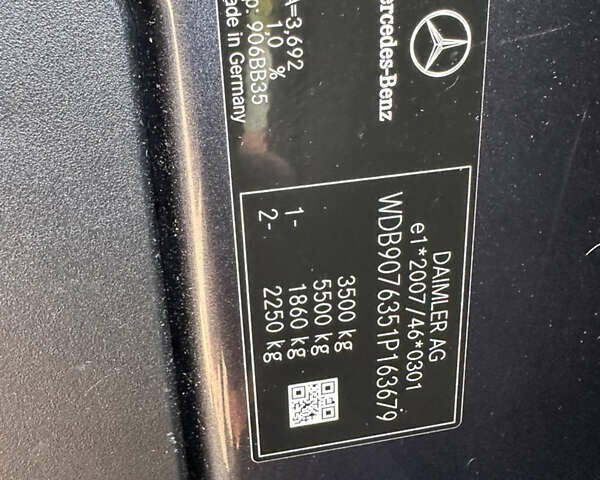 Mercedes-Benz
A=3,692
1,0 %
p: 906BB35
ade in Germany
DAIMLER AG
e1*2007/46*0301
WDB9076351P163679
3500 kg
5500 kg
1- 1860 kg
2- 2250 kg